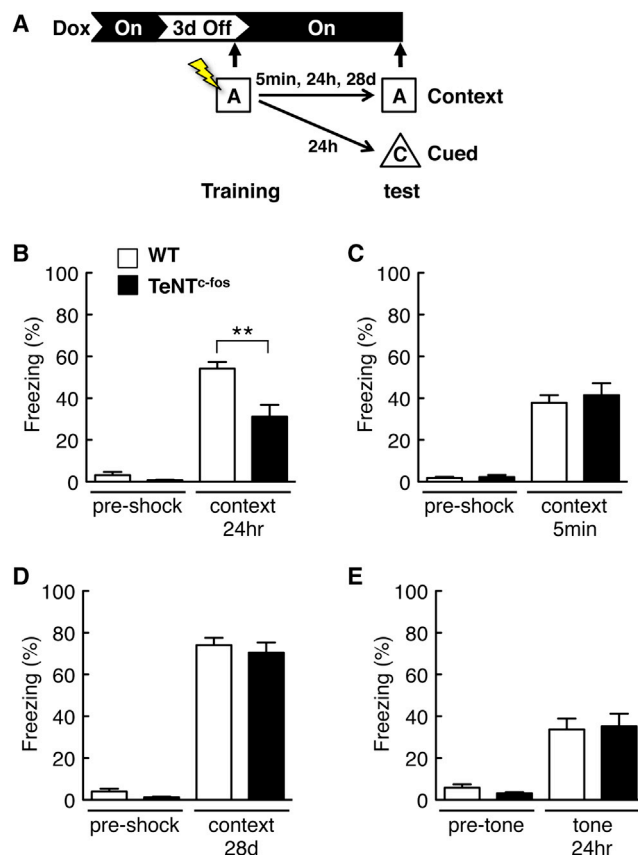 A
Dox On 3d Off On
A 5min, 24h, 28d A Context
24h C Cued
Training test
B
WT
TeNTc-fos
100
80
60
40
20
0
Freezing (%)
**
pre-shock context
24hr
C
100
80
60
40
20
0
Freezing (%)
pre-shock context
5min
D
100
80
60
40
20
0
Freezing (%)
pre-shock context
28d
E
100
80
60
40
20
0
Freezing (%)
pre-tone tone
24hr